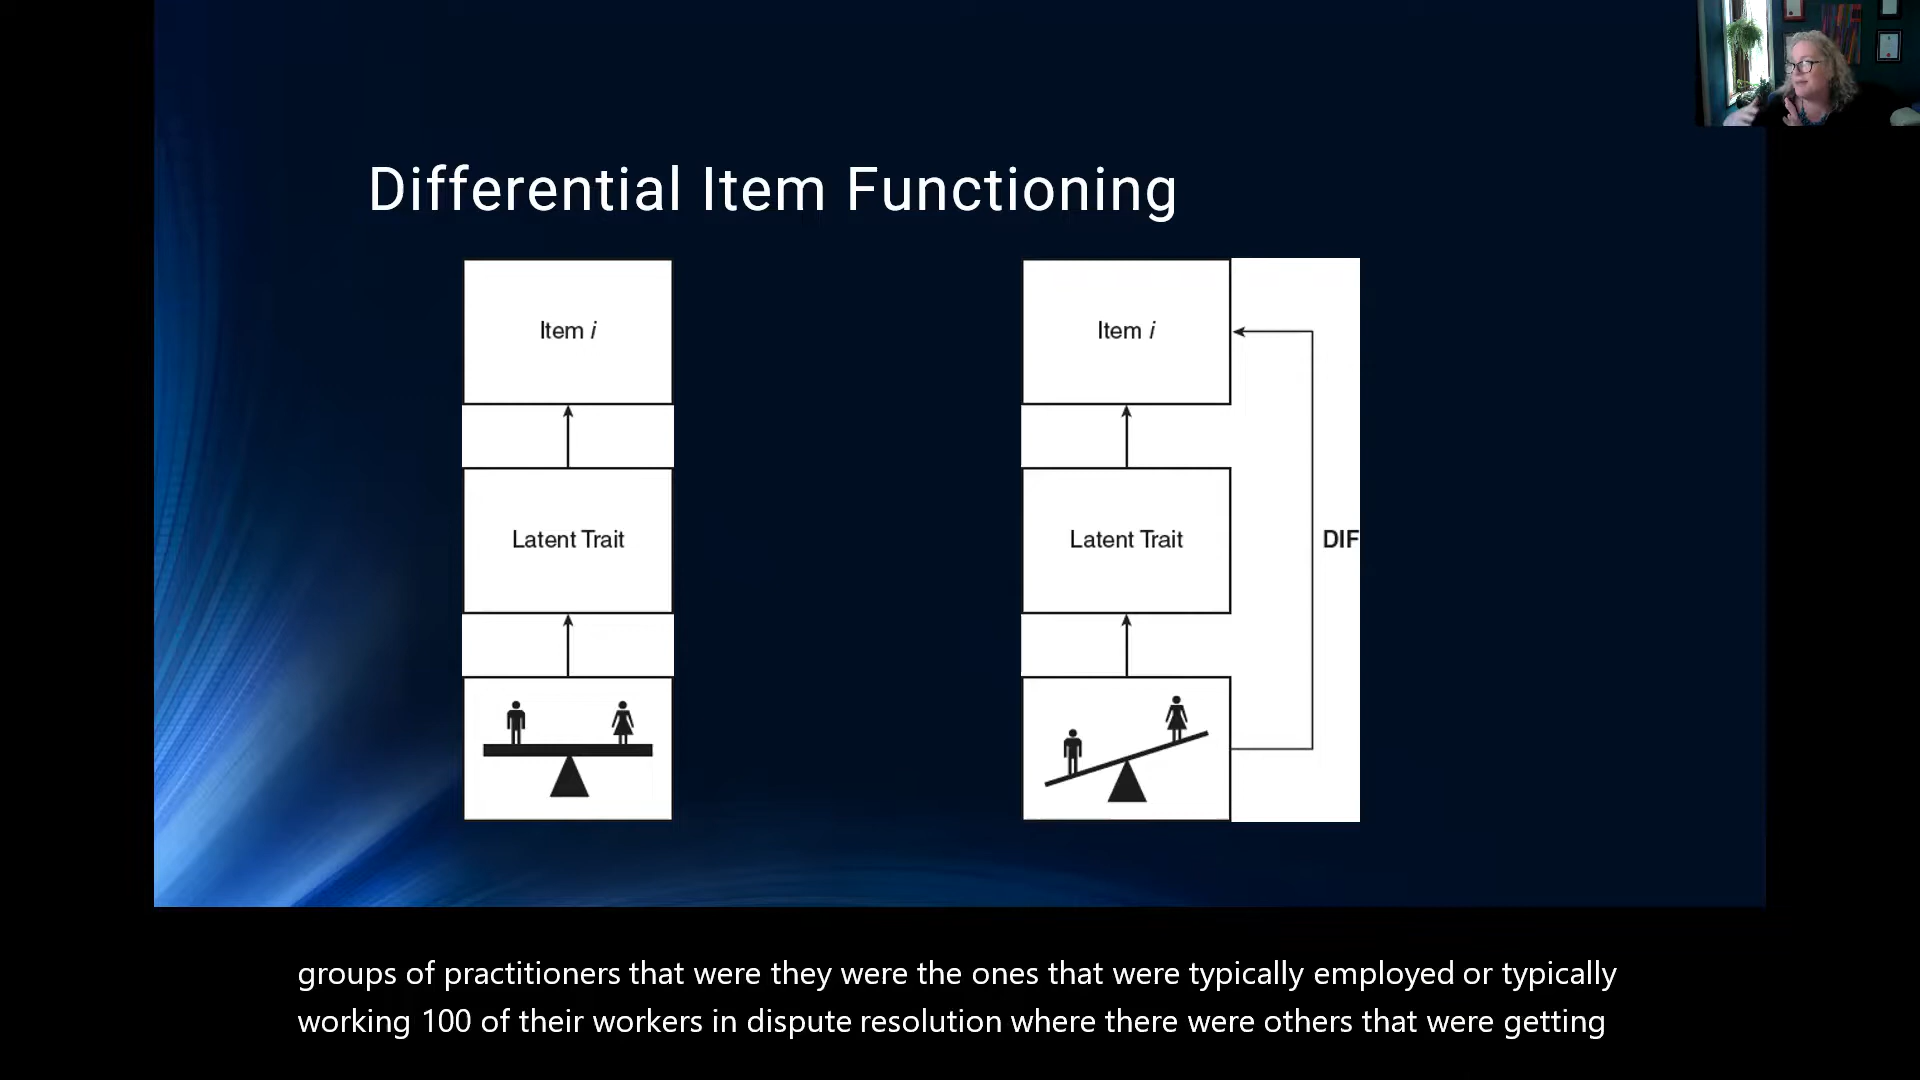 Differential Item Functioning
Item i
Latent Trait
Item i
Latent Trait
DIF
groups of practitioners that were they were the ones that were typically employed or typically
working 100 of their workers in dispute resolution where there were others that were getting